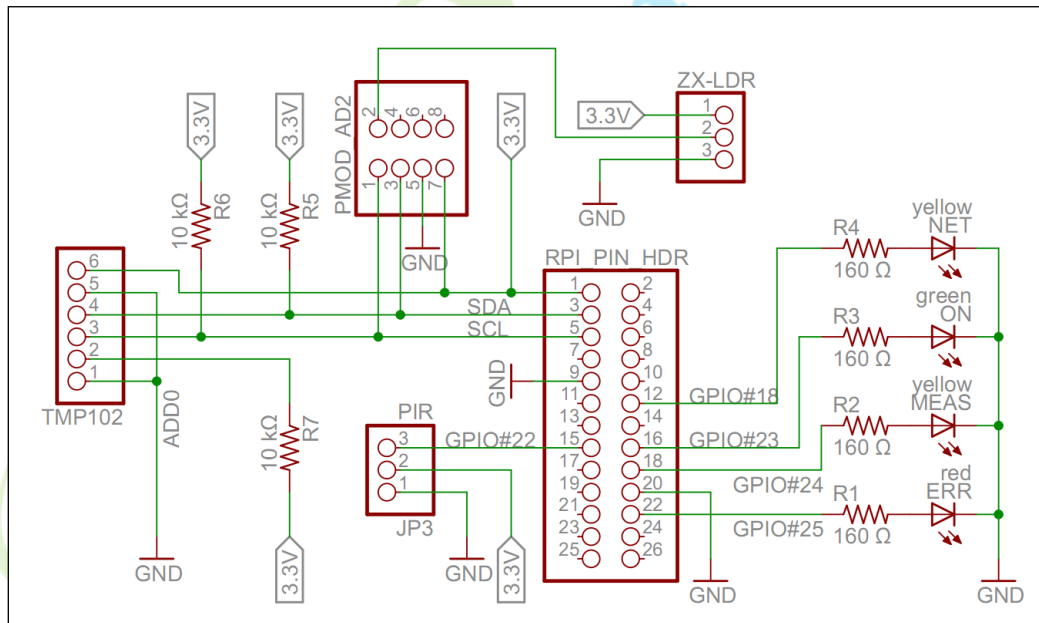 ZX-LDR
3.3V
1
2
3
GND
3.3V
3.3V
3.3V
PMOD AD2
2
4
6
8
1
3
5
7
GND
10 kΩ
R6
10 kΩ
R5
TMP102
6
5
4
3
2
1
ADD0
GND
SDA
SCL
10 kΩ
R7
3.3V
PIR
3
2
1
JP3
GPIO#22
GND
3.3V
RPI_PIN_HDR
1
2
3
4
5
6
7
8
9
10
11
12
13
14
15
16
17
18
19
20
21
22
23
24
25
26
GND
GPIO#18
GPIO#23
GPIO#24
GPIO#25
GND
R4
160 Ω
yellow
NET
R3
160 Ω
green
ON
R2
160 Ω
yellow
MEAS
R1
160 Ω
red
ERR
GND